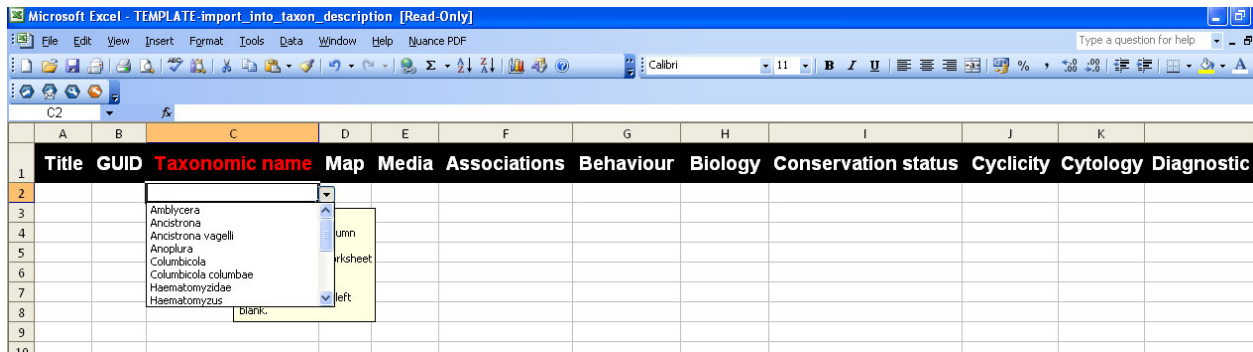 Microsoft Excel - TEMPLATE-import_into_taxon_description [Read-Only]
File Edit View Insert Format Tools Data Window Help Nuance PDF Type a question for help
Calibri 11 B I U % ,
C2 fx
A B C D E F G H I J K
1 Title GUID Taxonomic name Map Media Associations Behaviour Biology Conservation status Cyclicity Cytology Diagnostic
2
3 Amblycera
Ancistrona
4 Ancistrona vagelli umn
5 Anoplura
Columbicola rksheet
6 Columbicola columbae
7 Haematomyzidae left
Haematomyzus
8 blank.
9
10